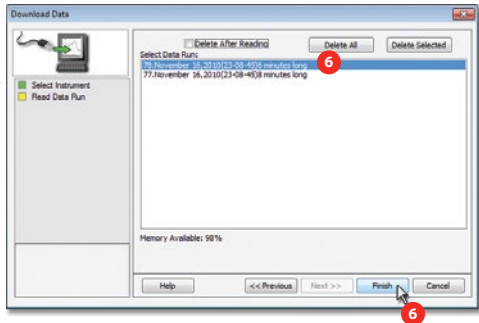 Download Data
Delete After Reading
Delete All
Delete Selected
Select Data Run:
6
78.November 16,2010(23-08-45)6 minutes long
77.November 16,2010(23-08-45)8 minutes long
Select Instrument
Read Data Run
Memory Available: 98%
Help
<< Previous
Next >>
Finish
Cancel
6